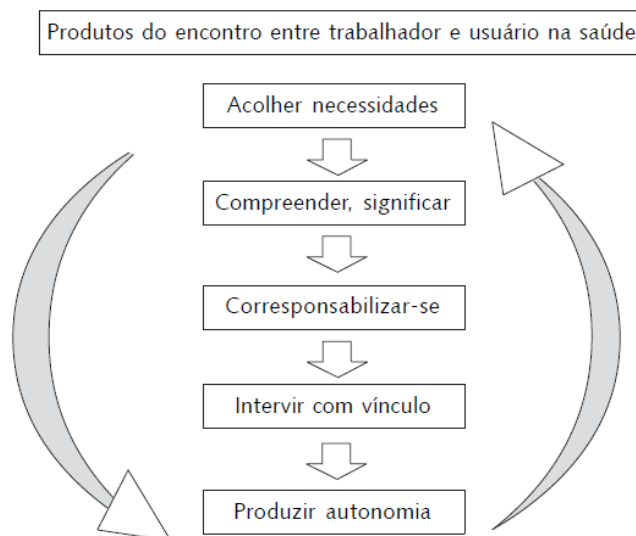 Produtos do encontro entre trabalhador e usuário na saúde
Acolher necessidades
Compreender, significar
Corresponsabilizar-se
Intervir com vínculo
Produzir autonomia